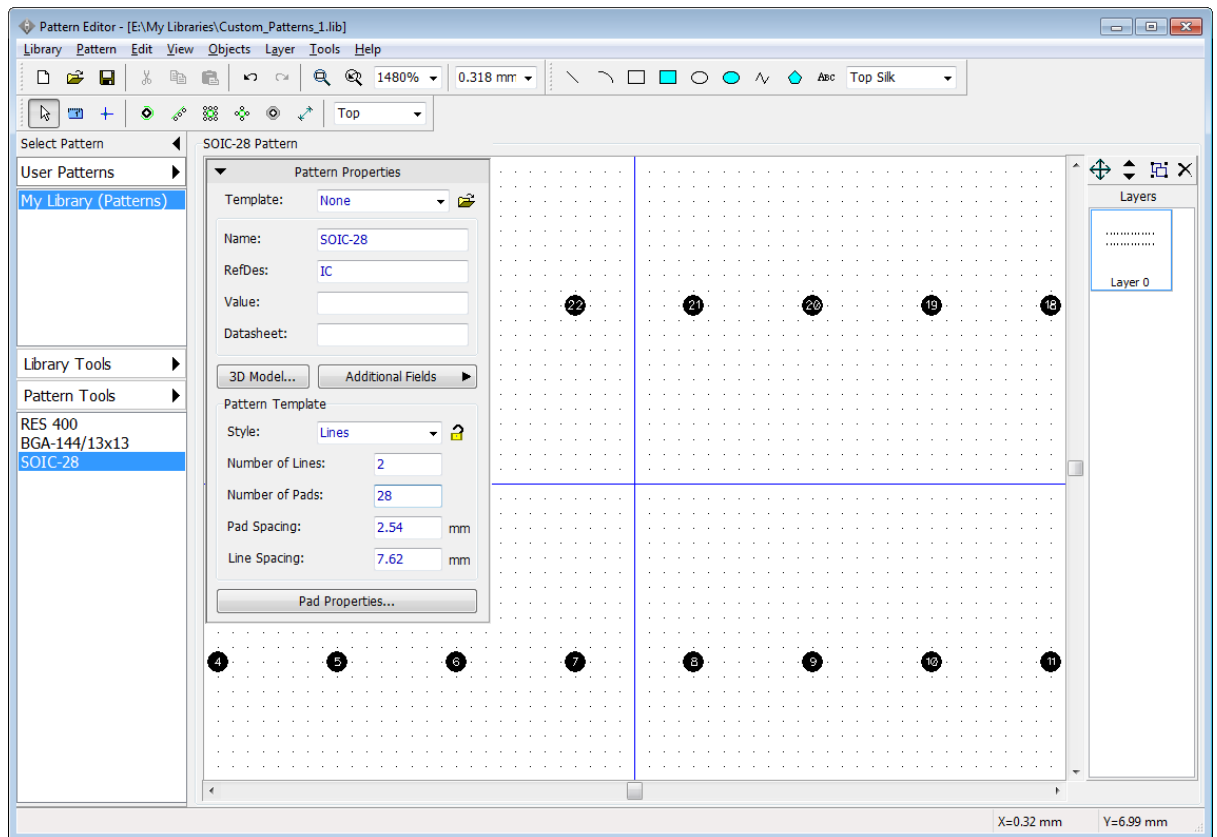 Pattern Editor - [E:\My Libraries\Custom_Patterns_1.lib]
Library Pattern Edit View Objects Layer Tools Help
1480% 0.318 mm ABC Top Silk
Top
Select Pattern
User Patterns
My Library (Patterns)
Library Tools
Pattern Tools
RES 400
BGA-144/13x13
SOIC-28
SOIC-28 Pattern
Pattern Properties
Template: None
Name: SOIC-28
RefDes: IC
Value:
Datasheet:
3D Model... Additional Fields
Pattern Template
Style: Lines
Number of Lines: 2
Number of Pads: 28
Pad Spacing: 2.54 mm
Line Spacing: 7.62 mm
Pad Properties...
22 21 20 19 18
4 5 6 7 8 9 10 11
Layers
Layer 0
X=0.32 mm Y=6.99 mm